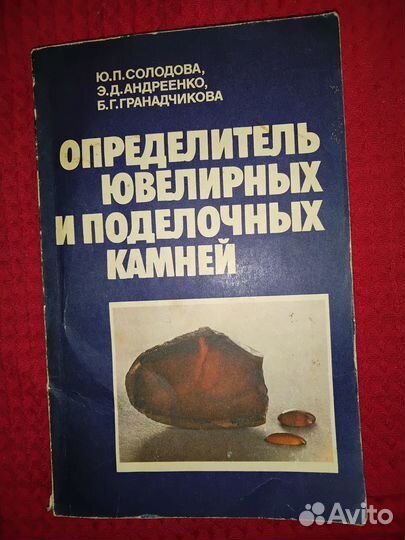 Ю.П.СОЛОДОВА,
Э.Д.АНДРЕЕНКО,
Б.Г.ГРАНАДЧИКОВА
ОПРЕДЕЛИТЕЛЬ
ЮВЕЛИРНЫХ
И ПОДЕЛОЧНЫХ
КАМНЕЙ
Avito